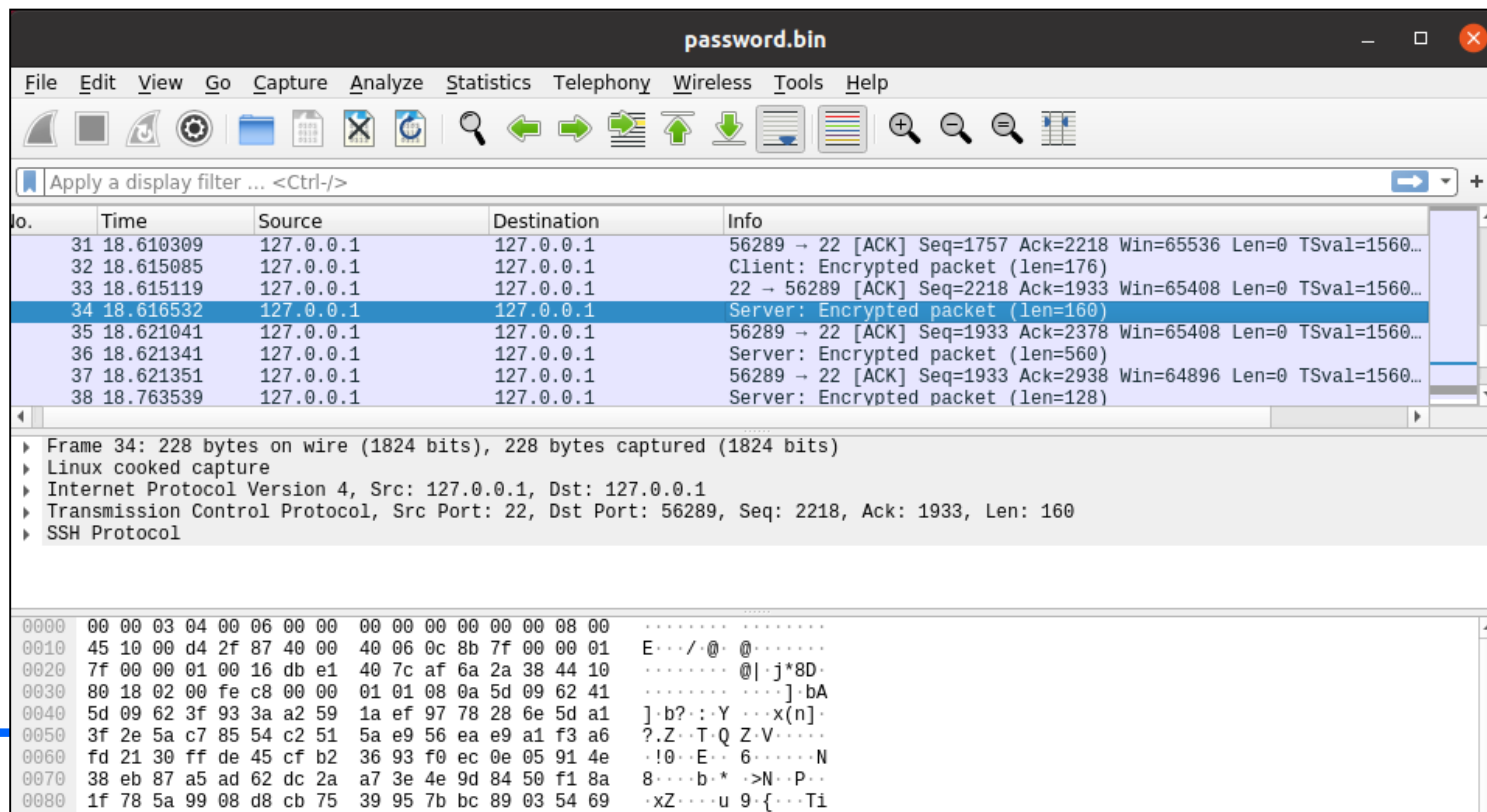 password.bin
File Edit View Go Capture Analyze Statistics Telephony Wireless Tools Help
Apply a display filter ... <Ctrl-/>
No. Time Source Destination Info
31 18.610309 127.0.0.1 127.0.0.1 56289 → 22 [ACK] Seq=1757 Ack=2218 Win=65536 Len=0 TSval=1560…
32 18.615085 127.0.0.1 127.0.0.1 Client: Encrypted packet (len=176)
33 18.615119 127.0.0.1 127.0.0.1 22 → 56289 [ACK] Seq=2218 Ack=1933 Win=65408 Len=0 TSval=1560…
34 18.616532 127.0.0.1 127.0.0.1 Server: Encrypted packet (len=160)
35 18.621041 127.0.0.1 127.0.0.1 56289 → 22 [ACK] Seq=1933 Ack=2378 Win=65408 Len=0 TSval=1560…
36 18.621341 127.0.0.1 127.0.0.1 Server: Encrypted packet (len=560)
37 18.621351 127.0.0.1 127.0.0.1 56289 → 22 [ACK] Seq=1933 Ack=2938 Win=64896 Len=0 TSval=1560…
38 18.763539 127.0.0.1 127.0.0.1 Server: Encrypted packet (len=128)
Frame 34: 228 bytes on wire (1824 bits), 228 bytes captured (1824 bits)
Linux cooked capture
Internet Protocol Version 4, Src: 127.0.0.1, Dst: 127.0.0.1
Transmission Control Protocol, Src Port: 22, Dst Port: 56289, Seq: 2218, Ack: 1933, Len: 160
SSH Protocol
0000 00 00 03 04 00 06 00 00 00 00 00 00 00 00 08 00 ········ ········
0010 45 10 00 d4 2f 87 40 00 40 06 0c 8b 7f 00 00 01 E···/·@· @·······
0020 7f 00 00 01 00 16 db e1 40 7c af 6a 2a 38 44 10 ········ @|·j*8D·
0030 80 18 02 00 fe c8 00 00 01 01 08 0a 5d 09 62 41 ········ ····]·bA
0040 5d 09 62 3f 93 3a a2 59 1a ef 97 78 28 6e 5d a1 ]·b?·:·Y ···x(n]·
0050 3f 2e 5a c7 85 54 c2 51 5a e9 56 ea e9 a1 f3 a6 ?.Z··T·Q Z·V·····
0060 fd 21 30 ff de 45 cf b2 36 93 f0 ec 0e 05 91 4e ·!0··E·· 6······N
0070 38 eb 87 a5 ad 62 dc 2a a7 3e 4e 9d 84 50 f1 8a 8····b·* ·>N··P··
0080 1f 78 5a 99 08 d8 cb 75 39 95 7b bc 89 03 54 69 ·xZ····u 9·{···Ti